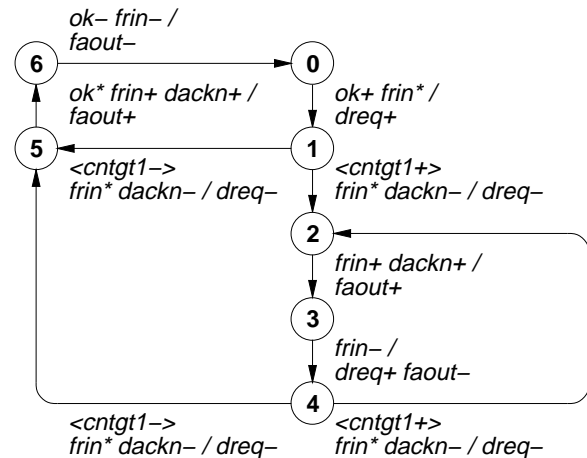 ok− frin− /
faout−
6
0
ok* frin+ dackn+ /
faout+
ok+ frin* /
dreq+
5
1
<cntgt1−>
frin* dackn− / dreq−
<cntgt1+>
frin* dackn− / dreq−
2
frin+ dackn+ /
faout+
3
frin− /
dreq+ faout−
4
<cntgt1−>
frin* dackn− / dreq−
<cntgt1+>
frin* dackn− / dreq−